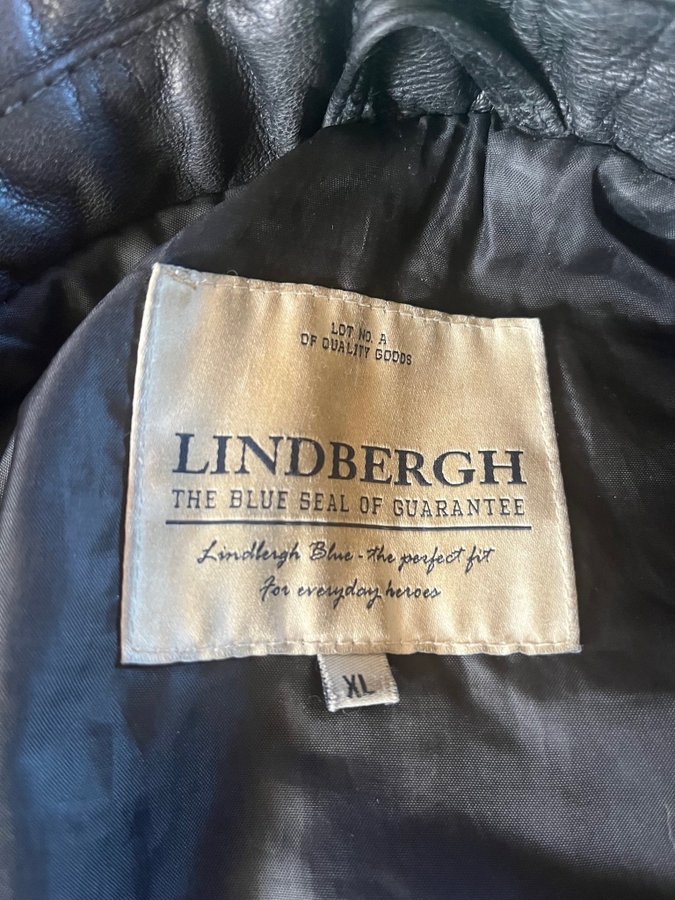 LOT NO. A
OF QUALITY GOODS
LINDBERGH
THE BLUE SEAL OF GUARANTEE
Lindbergh Blue - the perfect fit
For everyday heroes
XL